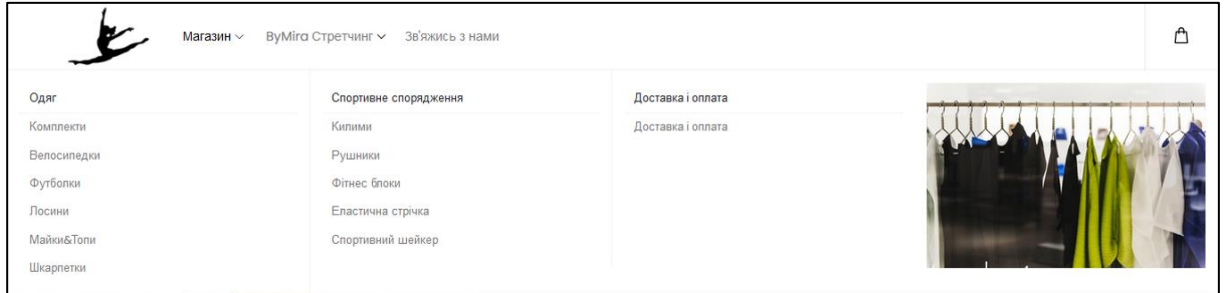 Магазин ByMira Стретчинг Зв'яжись з нами
Одяг
Комплекти
Велосипедки
Футболки
Лосини
Майки&Топи
Шкарпетки
Спортивне спорядження
Килими
Рушники
Фітнес блоки
Еластична стрічка
Спортивний шейкер
Доставка і оплата
Доставка і оплата